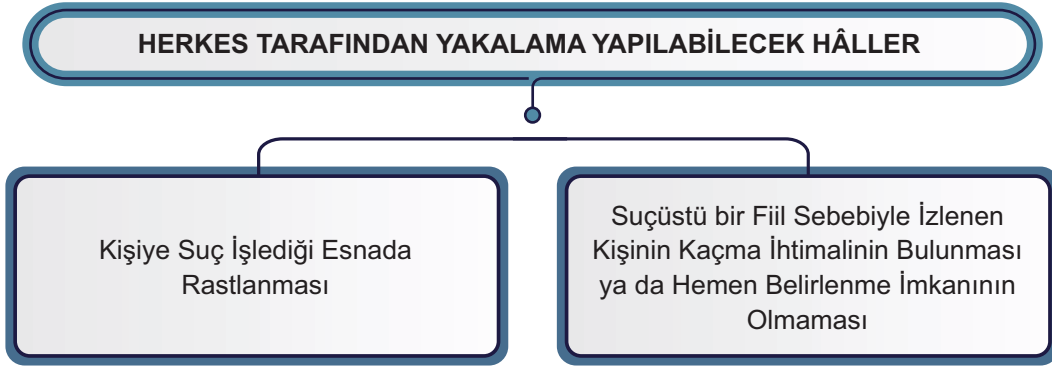 HERKES TARAFINDAN YAKALAMA YAPILABİLECEK HÂLLER
Kişiye Suç İşlediği Esnada
Rastlanması
Suçüstü bir Fiil Sebebiyle İzlenen
Kişinin Kaçma İhtimalinin Bulunması
ya da Hemen Belirlenme İmkanının
Olmaması